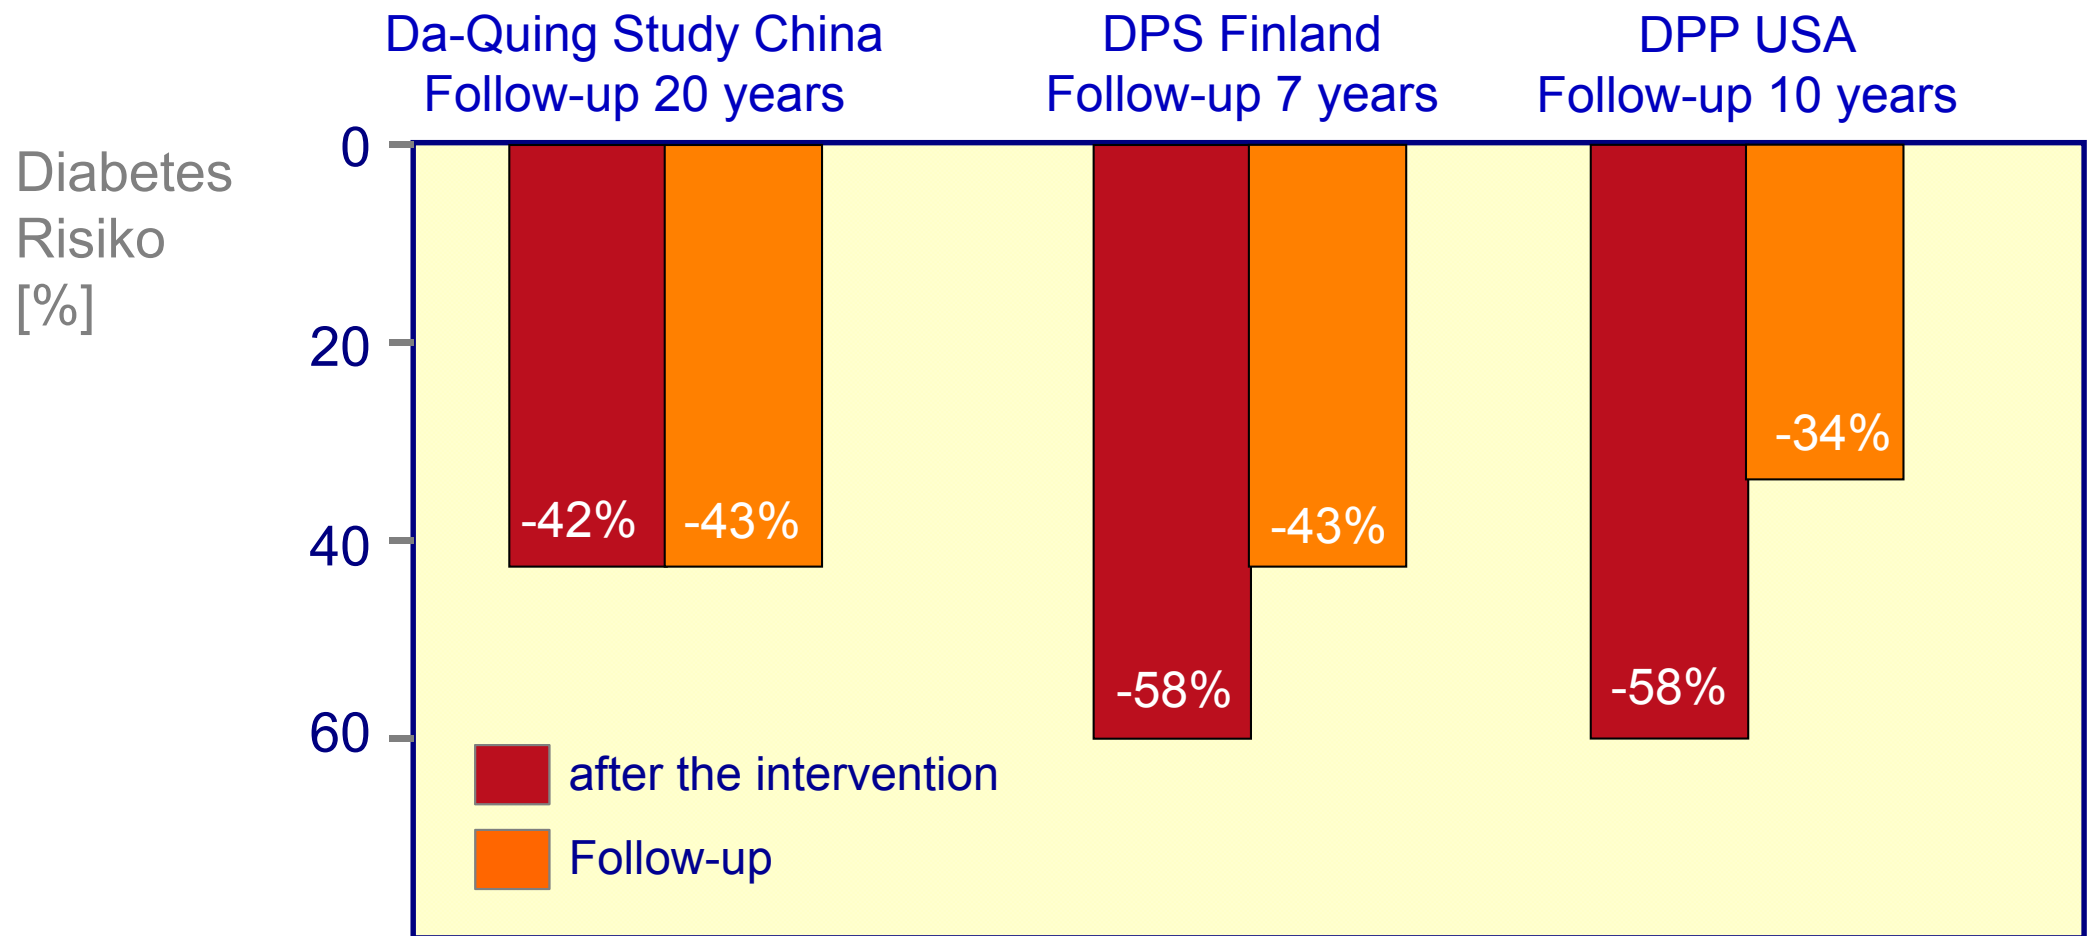 Da-Quing Study China
Follow-up 20 years
DPS Finland
Follow-up 7 years
DPP USA
Follow-up 10 years
Diabetes
Risiko
[%]
0
20
40
60
-42%
-43%
-58%
-43%
-58%
-34%
after the intervention
Follow-up